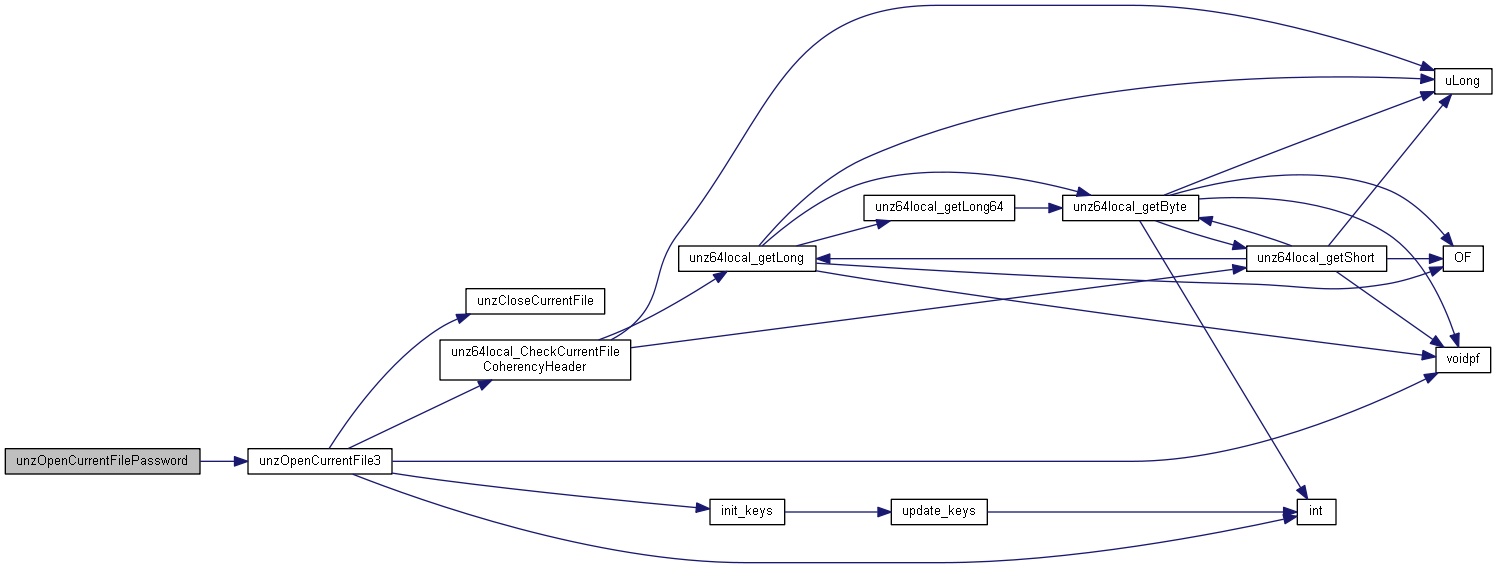 uLong
unz64local_getLong64
unz64local_getByte
unz64local_getLong
unz64local_getShort
OF
unzCloseCurrentFile
unz64local_CheckCurrentFile
CoherencyHeader
voidpf
unzOpenCurrentFilePassword
unzOpenCurrentFile3
init_keys
update_keys
int